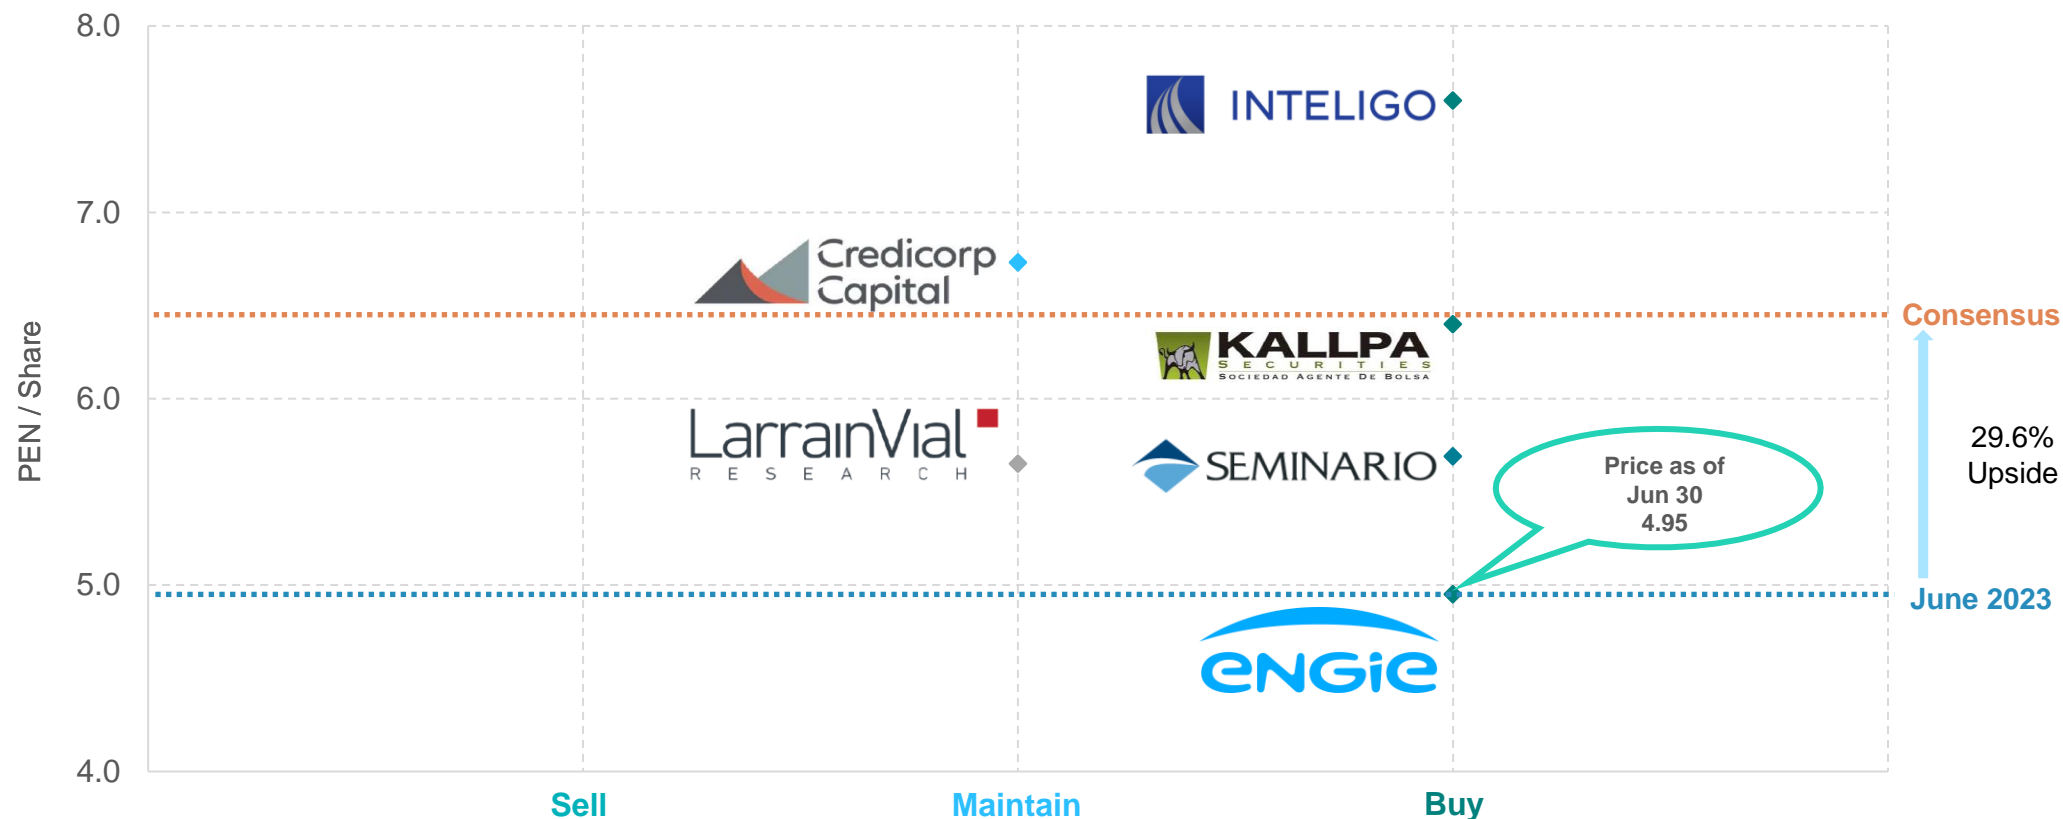 8.0
7.0
6.0
5.0
4.0
PEN / Share
INTELIGO
Credicorp
Capital
Consensus
KALLPA
SECURITIES
SOCIEDAD AGENTE DE BOLSA
LarrainVial
RESEARCH
SEMINARIO
Price as of
Jun 30
4.95
29.6%
Upside
June 2023
ENGiE
Sell
Maintain
Buy